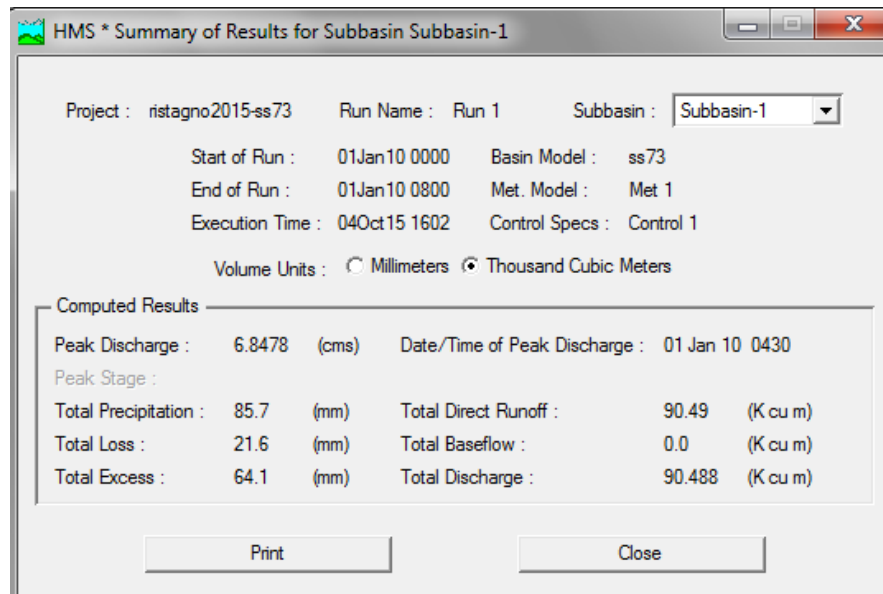 HMS * Summary of Results for Subbasin Subbasin-1
Project : ristagno2015-ss73 Run Name : Run 1 Subbasin : Subbasin-1
Start of Run : 01Jan10 0000 Basin Model : ss73
End of Run : 01Jan10 0800 Met. Model : Met 1
Execution Time : 04Oct15 1602 Control Specs : Control 1
Volume Units : Millimeters Thousand Cubic Meters
Computed Results
Peak Discharge : 6.8478 (cms) Date/Time of Peak Discharge : 01 Jan 10 0430
Peak Stage :
Total Precipitation : 85.7 (mm) Total Direct Runoff : 90.49 (K cu m)
Total Loss : 21.6 (mm) Total Baseflow : 0.0 (K cu m)
Total Excess : 64.1 (mm) Total Discharge : 90.488 (K cu m)
Print Close